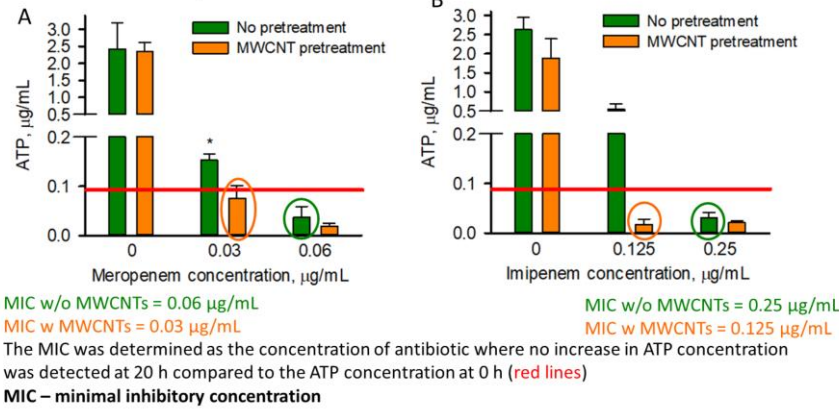 A
No pretreatment
MWCNT pretreatment
ATP, µg/mL
3.0
2.5
2.0
1.5
1.0
0.5
0.2
0.1
0.0
*
0
0.03
0.06
Meropenem concentration, µg/mL
B
No pretreatment
MWCNT pretreatment
ATP, µg/mL
3.0
2.5
2.0
1.5
1.0
0.5
0.2
0.1
0.0
0
0.125
0.25
Imipenem concentration, µg/mL
MIC w/o MWCNTs = 0.06 µg/mL
MIC w MWCNTs = 0.03 µg/mL
MIC w/o MWCNTs = 0.25 µg/mL
MIC w MWCNTs = 0.125 µg/mL
The MIC was determined as the concentration of antibiotic where no increase in ATP concentration
was detected at 20 h compared to the ATP concentration at 0 h (red lines)
MIC – minimal inhibitory concentration